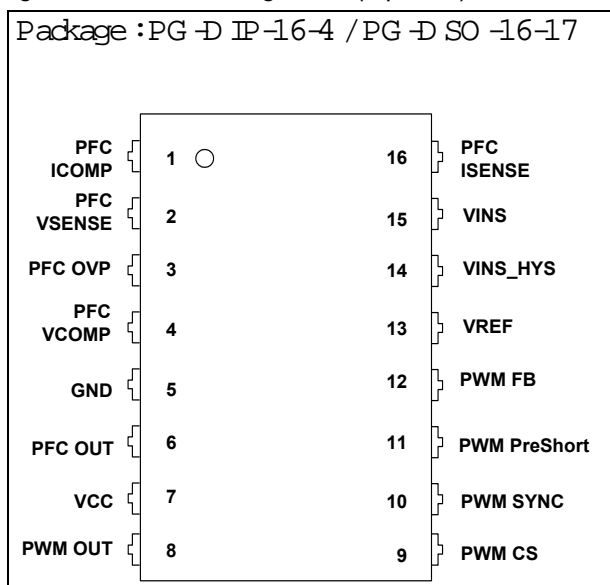 Package :PG-DIP-16-4 / PG-DSO-16-17
PFC
ICOMP
1
16
PFC
ISENSE
PFC
VSENSE
2
15
VINS
PFC OVP
3
14
VINS_HYS
PFC
VCOMP
4
13
VREF
GND
5
12
PWM FB
PFC OUT
6
11
PWM PreShort
VCC
7
10
PWM SYNC
PWM OUT
8
9
PWM CS